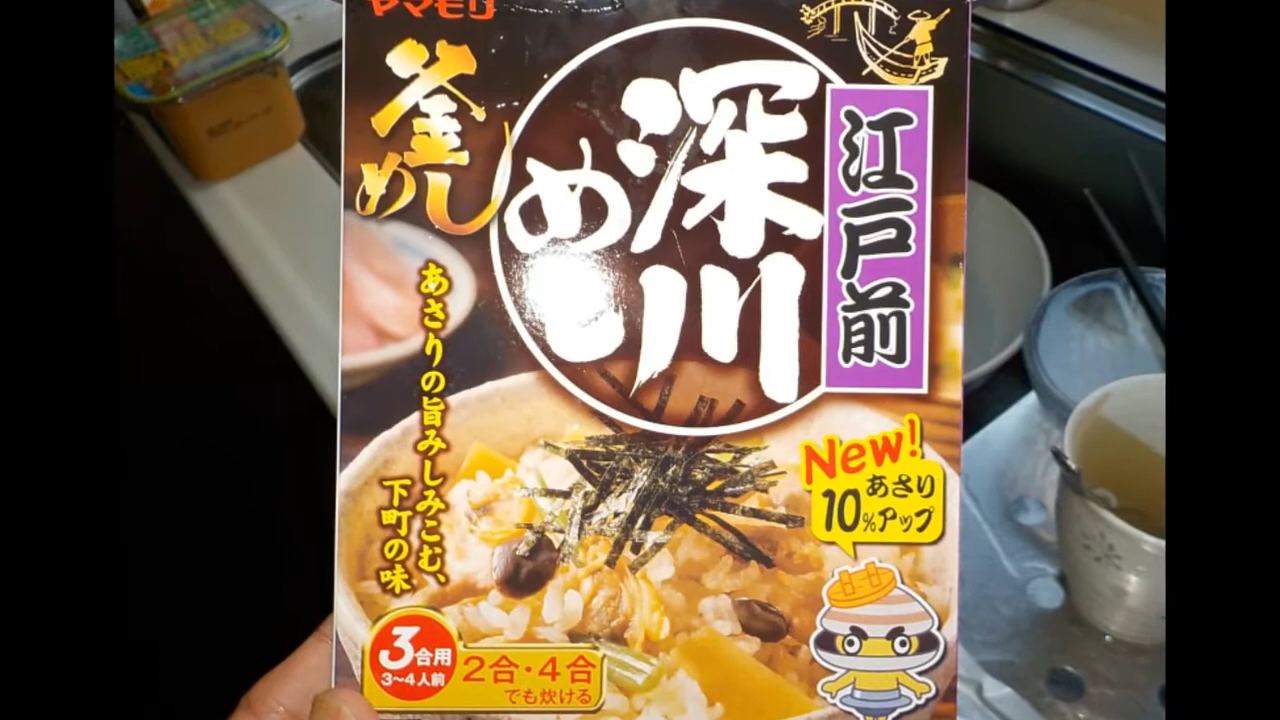 ヤマモリ
釜めし
深川めし
江戸前
あさりの旨みしみこむ、
下町の味
New!
あさり
10%アップ
3合用
3~4人前
2合・4合
でも炊ける